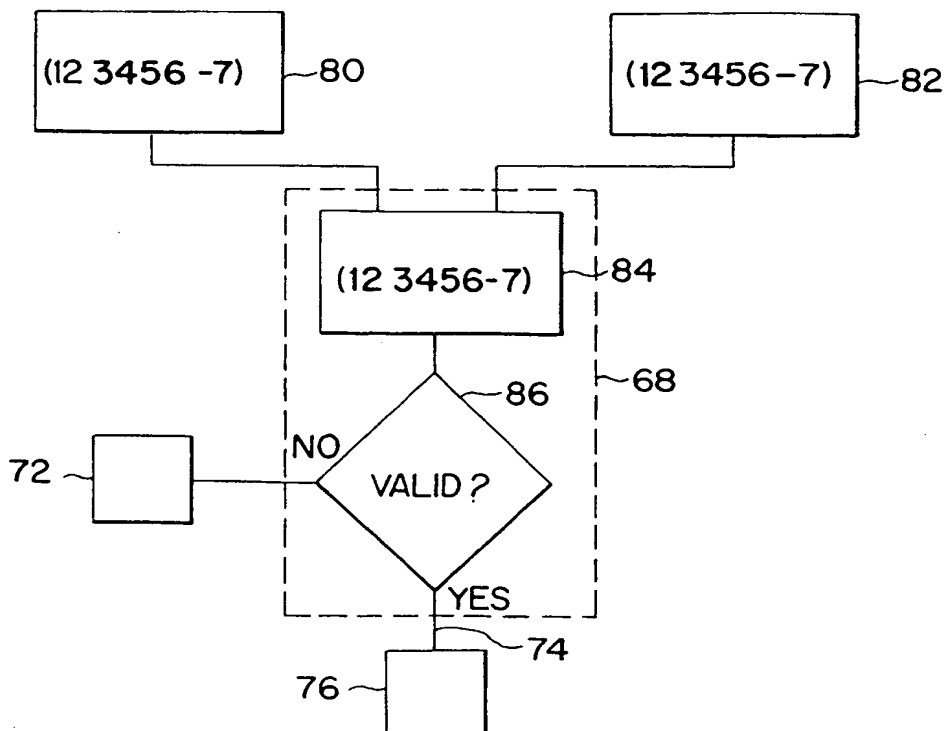 (12 3456 -7)
80
(12 3456-7)
82
(12 3456-7)
84
68
86
NO
72
VALID?
YES
74
76